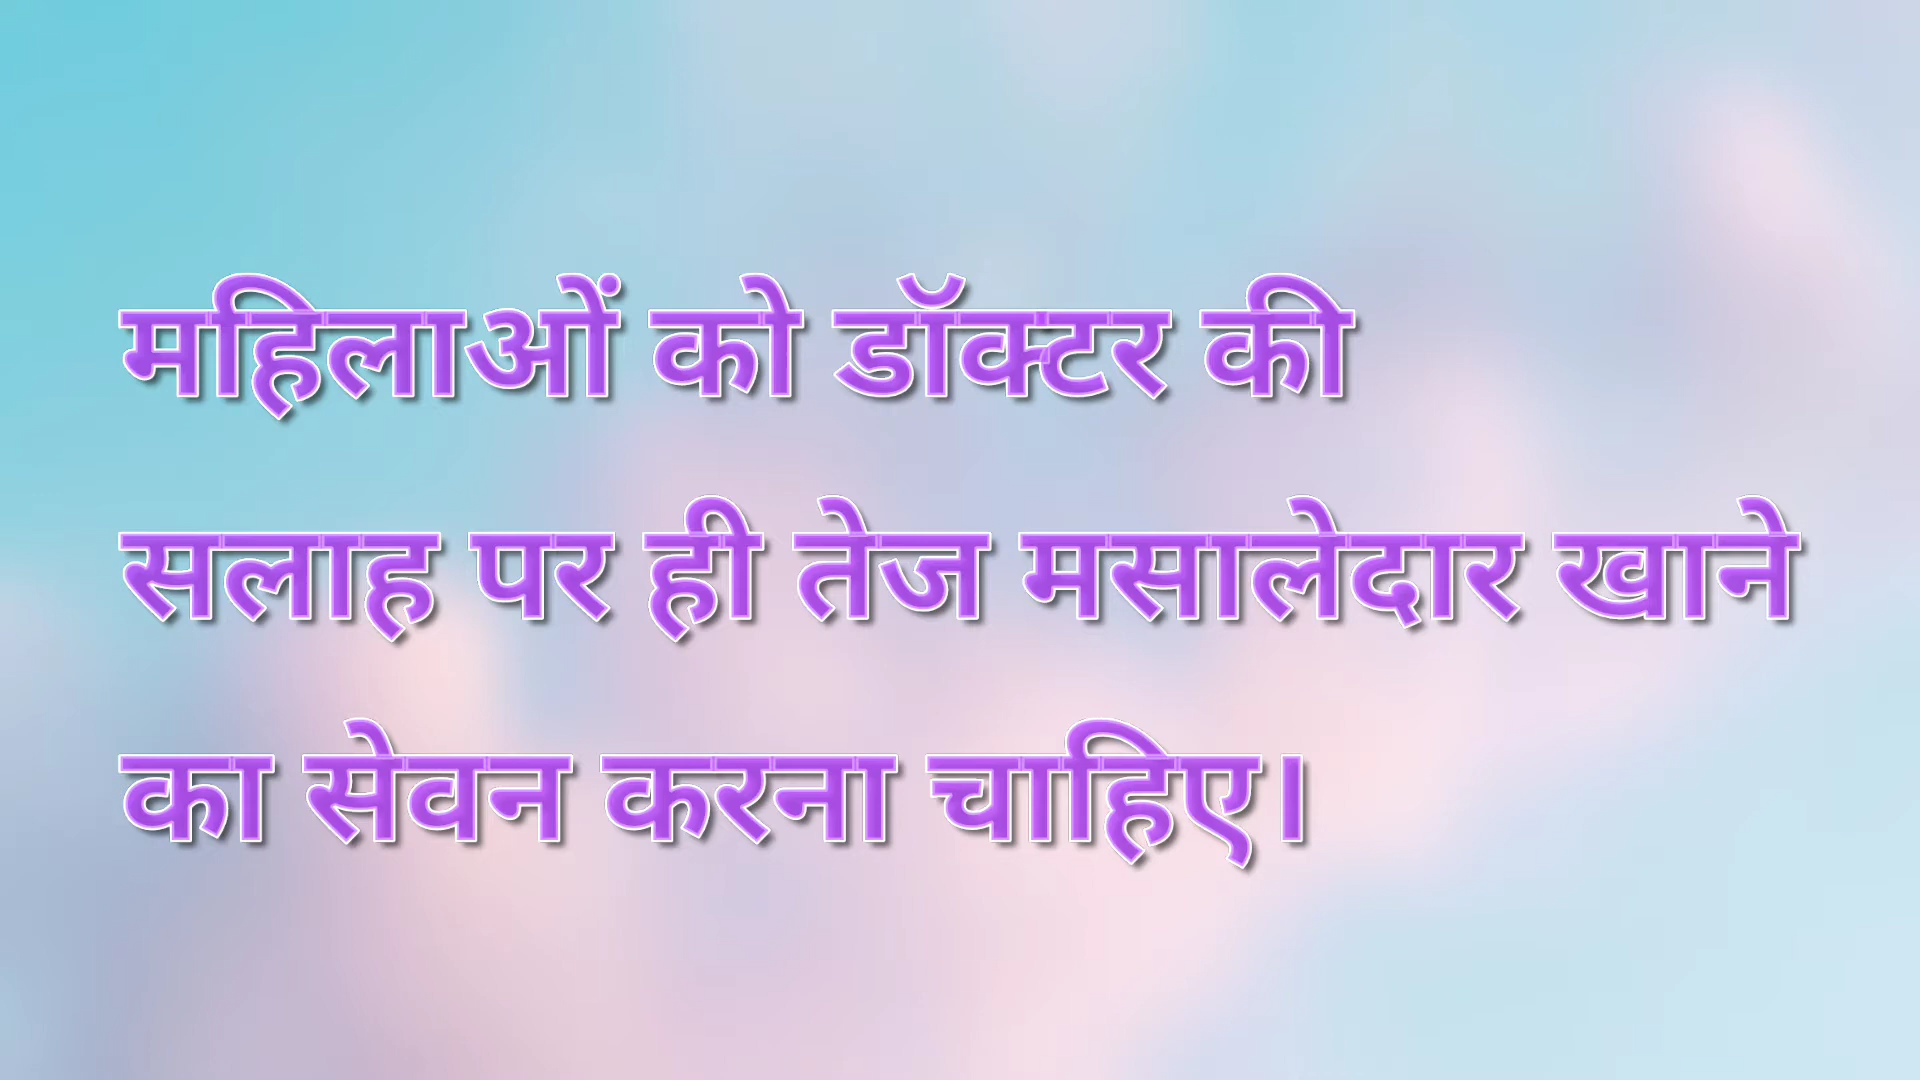 महिलाओं को डॉक्टर की
सलाह पर ही तेज मसालेदार खाने
का सेवन करना चाहिए।